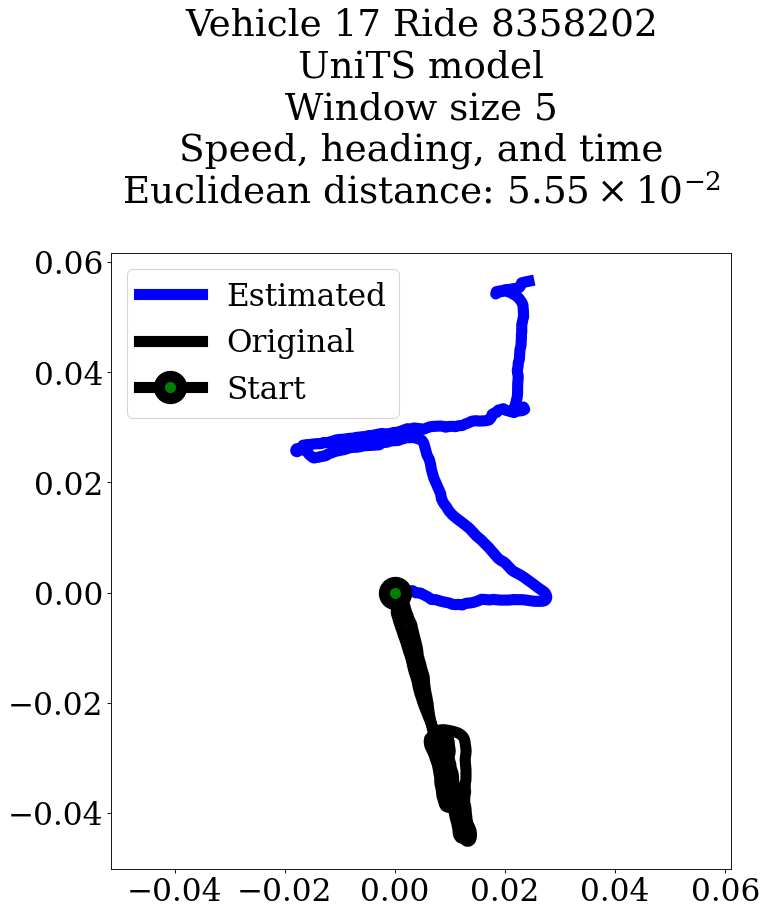 Vehicle 17 Ride 8358202
UniTS model
Window size 5
Speed, heading, and time
Euclidean distance: 5.55 × 10⁻²
0.06
Estimated
Original
Start
0.04
0.02
0.00
−0.02
−0.04
−0.04 −0.02 0.00 0.02 0.04 0.06